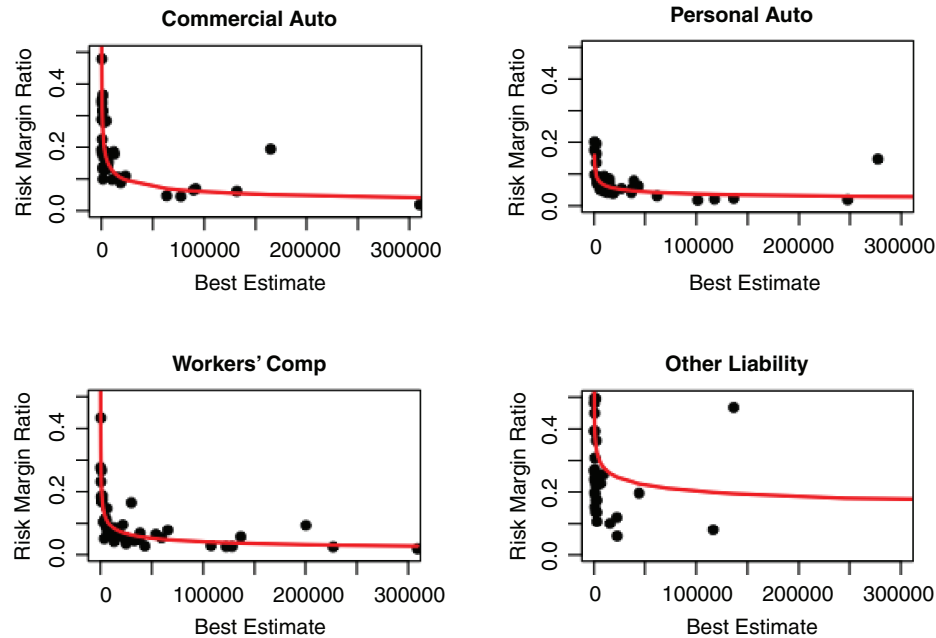 Commercial Auto
Risk Margin Ratio
0.0 0.2 0.4
0 100000 200000 300000
Best Estimate
Personal Auto
Risk Margin Ratio
0.0 0.2 0.4
0 100000 200000 300000
Best Estimate
Workers’ Comp
Risk Margin Ratio
0.0 0.2 0.4
0 100000 200000 300000
Best Estimate
Other Liability
Risk Margin Ratio
0.0 0.2 0.4
0 100000 200000 300000
Best Estimate